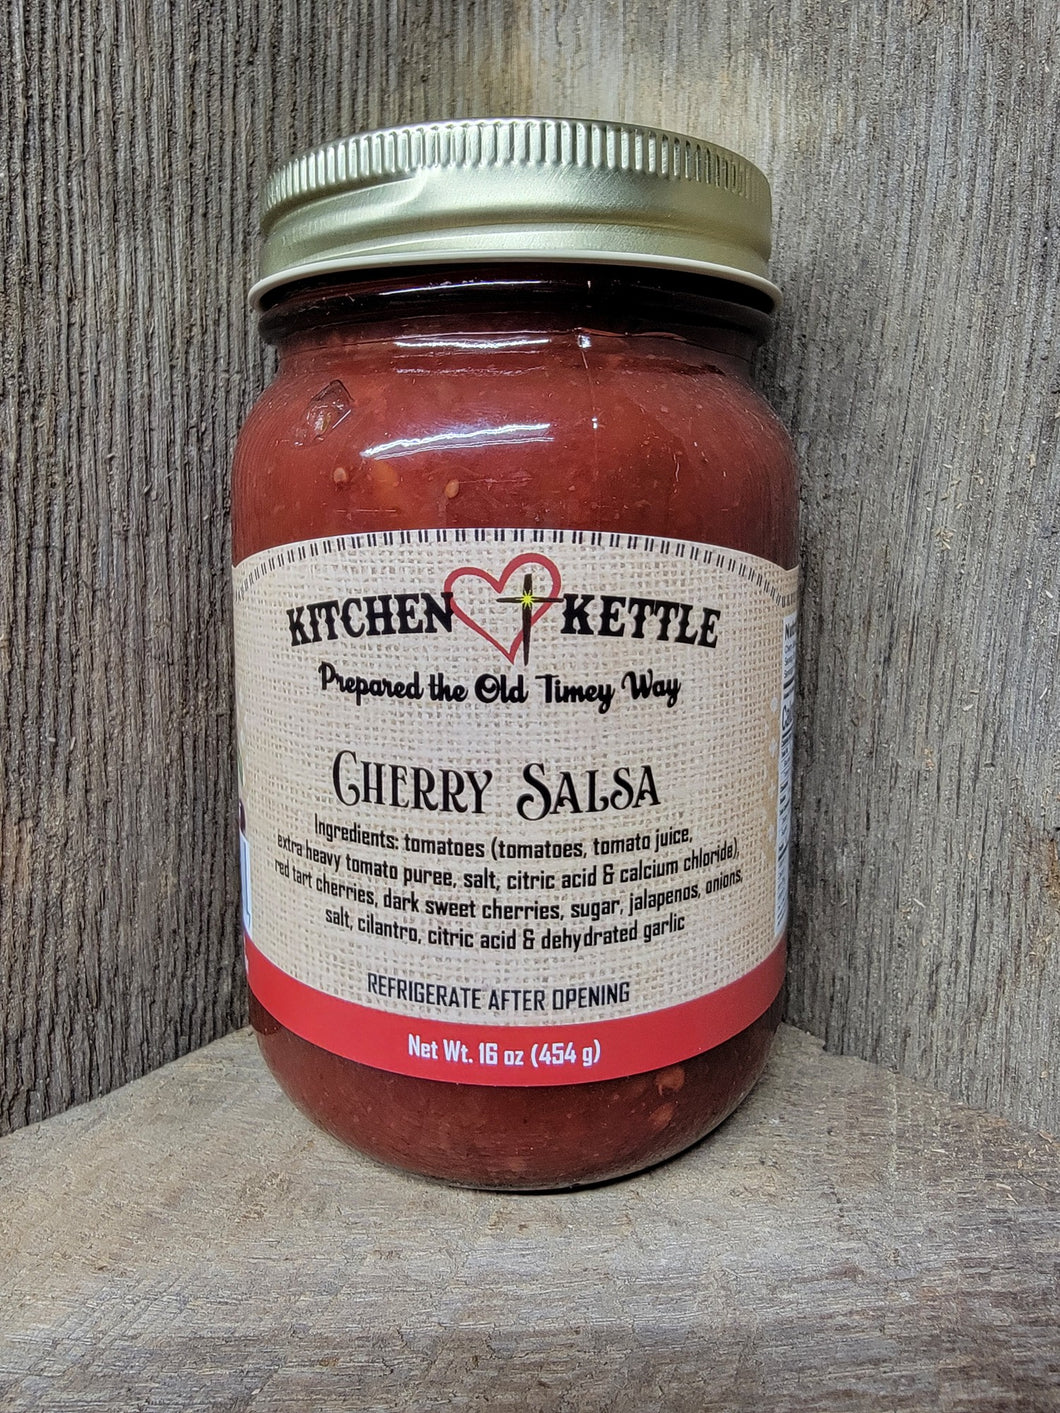 KITCHEN KETTLE
Prepared the Old Timey Way
CHERRY SALSA
Ingredients: tomatoes (tomatoes, tomato juice,
extra heavy tomato puree, salt, citric acid & calcium chloride),
red tart cherries, dark sweet cherries, sugar, jalapenos, onions,
salt, cilantro, citric acid & dehydrated garlic
REFRIGERATE AFTER OPENING
Net Wt. 16 oz (454 g)